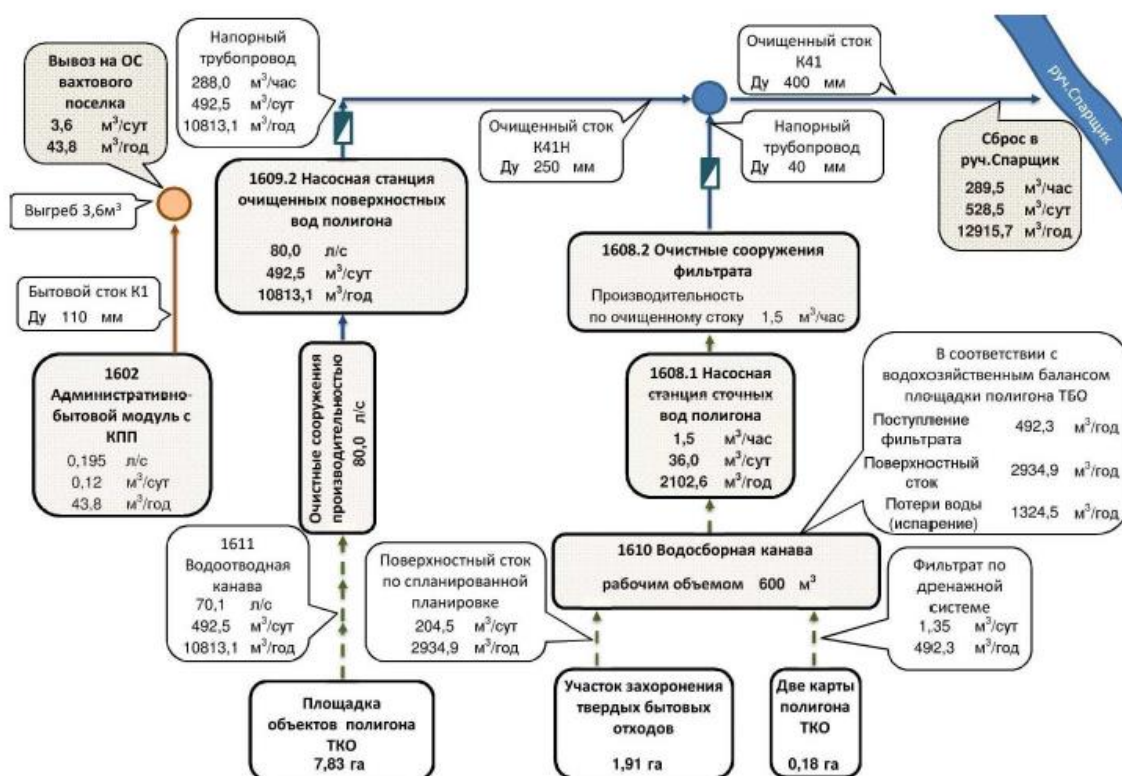 Вывоз на ОС
вахтового
поселка
3,6 м³/сут
43,8 м³/год
Выгреб 3,6м³
Бытовой сток К1
Ду 110 мм
1602
Административно-
бытовой модуль с
КПП
0,195 л/с
0,12 м³/сут
43,8 м³/год
Напорный
трубопровод
288,0 м³/час
492,5 м³/сут
10813,1 м³/год
1609.2 Насосная станция
очищенных поверхностных
вод полигона
80,0 л/с
492,5 м³/сут
10813,1 м³/год
Очистные сооружения
производительностью
80,0 л/с
1611
Водоотводная
канава
70,1 л/с
492,5 м³/сут
10813,1 м³/год
Площадка
объектов полигона
ТКО
7,83 га
Очищенный сток
К41Н
Ду 250 мм
Очищенный сток
К41
Ду 400 мм
Напорный
трубопровод
Ду 40 мм
руч.Спарщик
Сброс в
руч.Спарщик
289,5 м³/час
528,5 м³/сут
12915,7 м³/год
1608.2 Очистные сооружения
фильтрата
Производительность
по очищенному стоку 1,5 м³/час
1608.1 Насосная
станция сточных
вод полигона
1,5 м³/час
36,0 м³/сут
2102,6 м³/год
В соответствии с
водохозяйственным балансом
площадки полигона ТБО
Поступление
фильтрата 492,3 м³/год
Поверхностный
сток 2934,9 м³/год
Потери воды
(испарение) 1324,5 м³/год
1610 Водосборная канава
рабочим объемом 600 м³
Поверхностный сток
по спланированной
планировке
204,5 м³/сут
2934,9 м³/год
Фильтрат по
дренажной
системе
1,35 м³/сут
492,3 м³/год
Участок захоронения
твердых бытовых
отходов
1,91 га
Две карты
полигона
ТКО
0,18 га